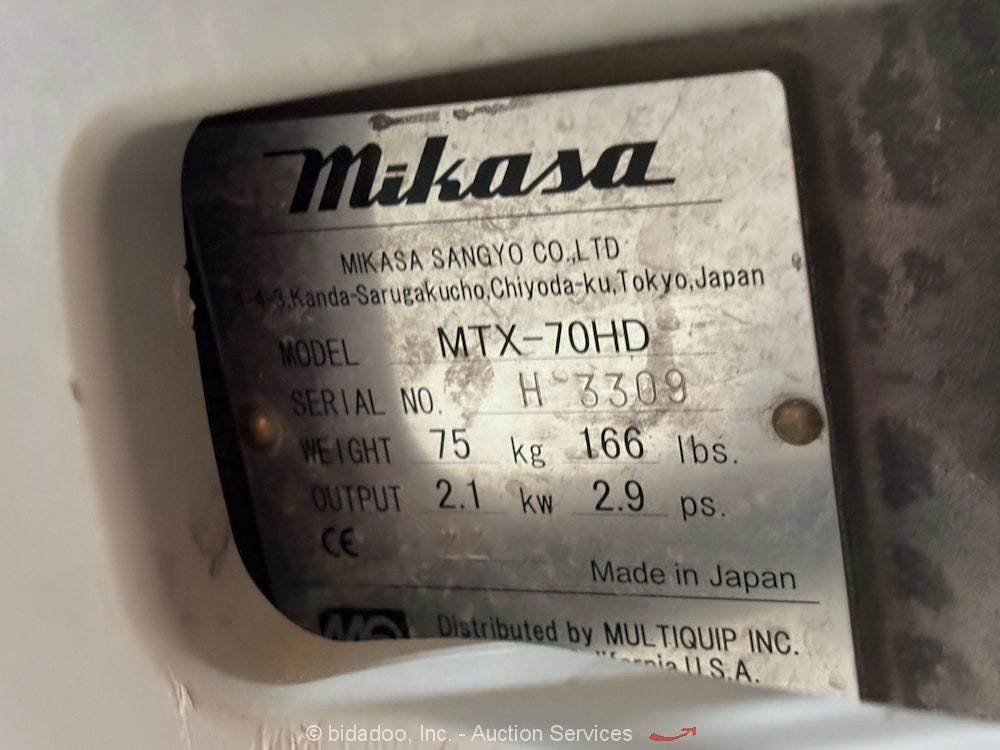 Mikasa
MIKASA SANGYO CO.,LTD
-4-3,Kanda-Sarugakucho,Chiyoda-ku,Tokyo,Japan
MODEL MTX-70HD
SERIAL NO. H-3309
WEIGHT 75 kg 166 lbs.
OUTPUT 2.1 kw 2.9 ps.
CE 22
Made in Japan
MQ Distributed by MULTIQUIP INC.
U.S.A.
© bidadoo, Inc. - Auction Services